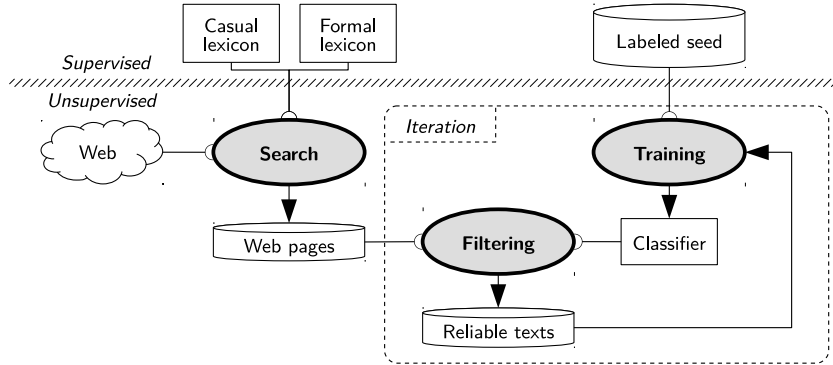 Casual
lexicon
Formal
lexicon
Labeled seed
Supervised
Unsupervised
Iteration
Web
Search
Training
Web pages
Filtering
Classifier
Reliable texts